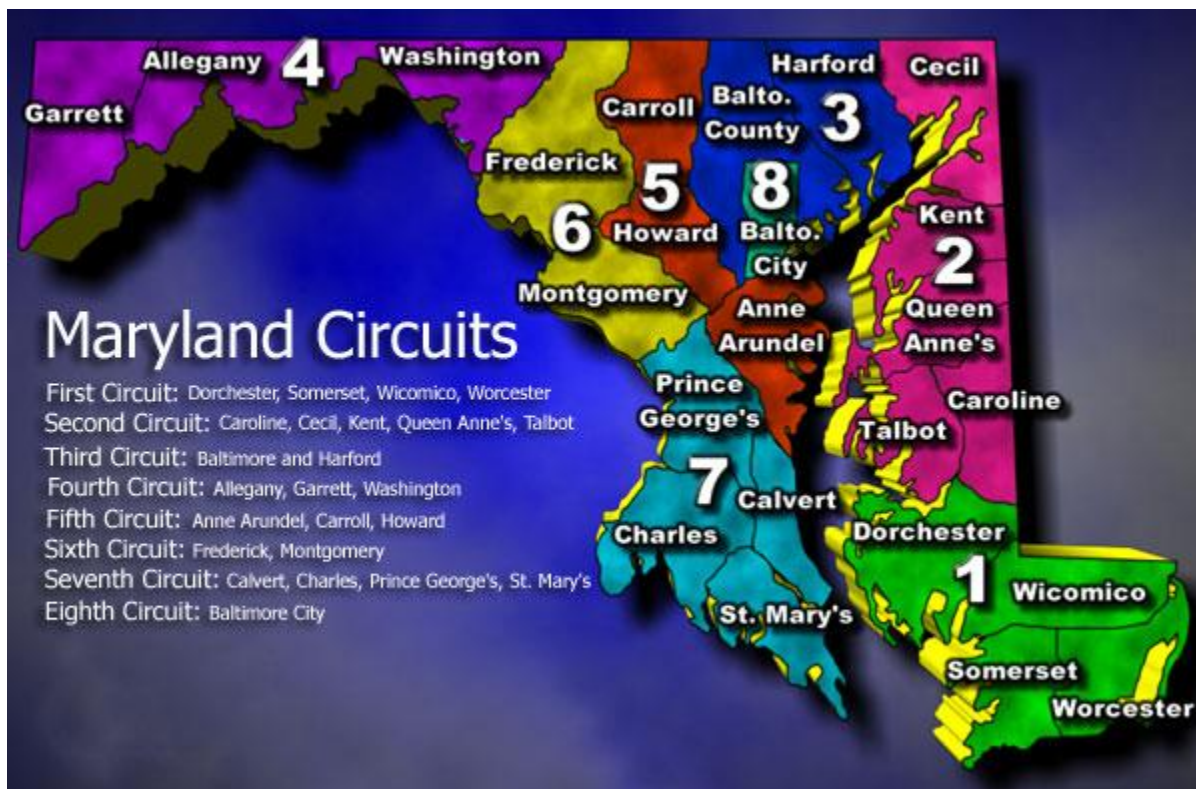 Allegany
4
Washington
Harford
Cecil
Garrett
Carroll
Balto.
County
3
Frederick
5
8
Kent
6
Howard
Balto.
City
2
Montgomery
Anne
Arundel
Queen
Anne's
Maryland Circuits
First Circuit: Dorchester, Somerset, Wicomico, Worcester
Second Circuit: Caroline, Cecil, Kent, Queen Anne's, Talbot
Third Circuit: Baltimore and Harford
Fourth Circuit: Allegany, Garrett, Washington
Fifth Circuit: Anne Arundel, Carroll, Howard
Sixth Circuit: Frederick, Montgomery
Seventh Circuit: Calvert, Charles, Prince George's, St. Mary's
Eighth Circuit: Baltimore City
Prince
George's
Caroline
Talbot
7
Calvert
Charles
Dorchester
1
Wicomico
St. Mary's
Somerset
Worcester